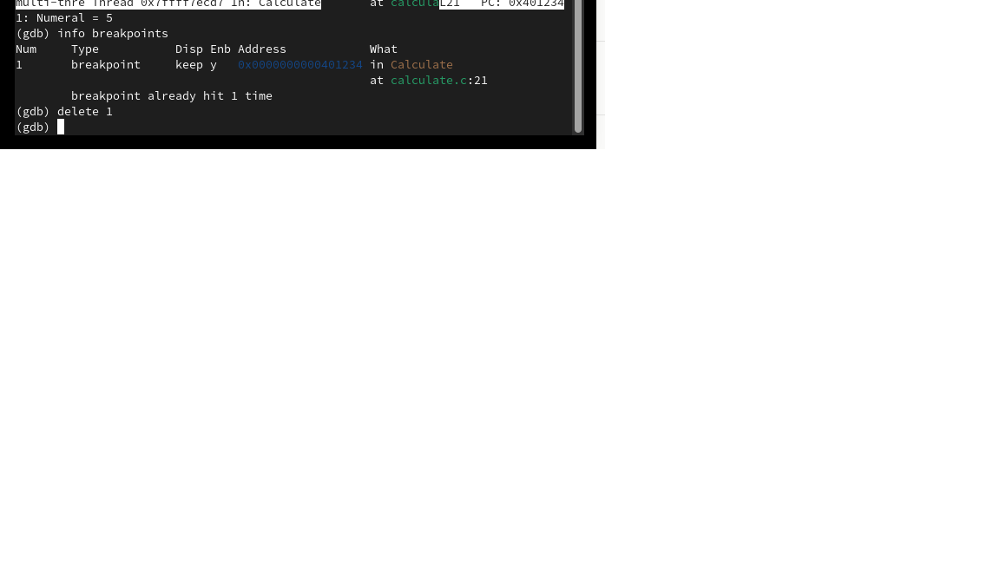 multi-thre Thread 0x7ffff7ecd7 In: Calculate       at calculaL21   PC: 0x401234
1: Numeral = 5
(gdb) info breakpoints
Num     Type           Disp Enb Address            What
1       breakpoint     keep y   0x0000000000401234 in Calculate
                                                   at calculate.c:21
        breakpoint already hit 1 time
(gdb) delete 1
(gdb)